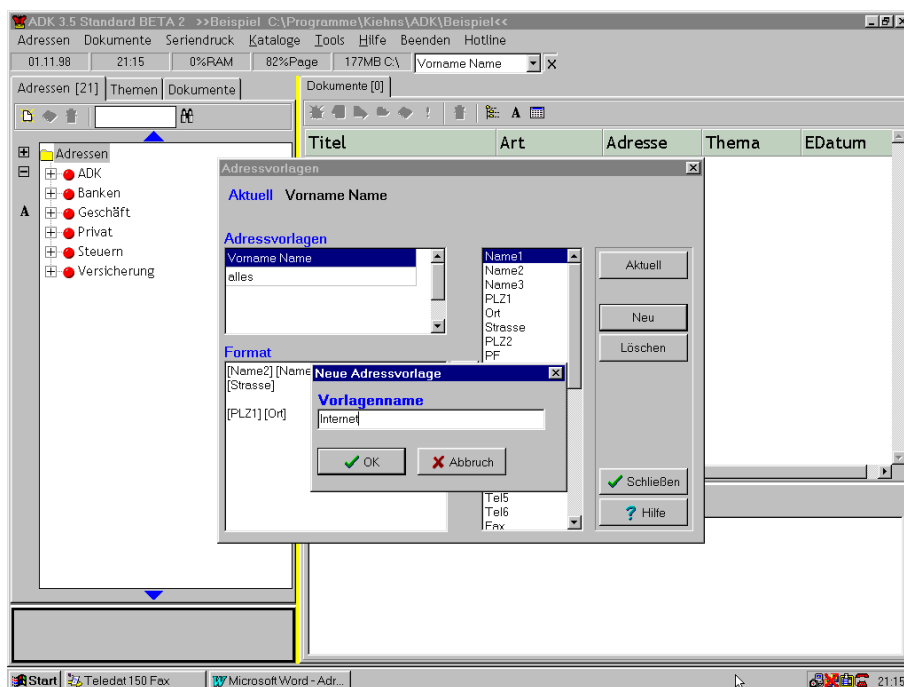 ADK 3.5 Standard BETA 2 >>Beispiel C:\Programme\Kiehns\ADK\Beispiel<<
Adressen Dokumente Seriendruck Kataloge Tools Hilfe Beenden Hotline
01.11.98 21:15 0%RAM 82%Page 177MB C:\ Vorname Name
Adressen [21] Themen Dokumente
Dokumente [0]
Titel Art Adresse Thema EDatum
Adressen
ADK
Banken
A Geschäft
Privat
Steuern
Versicherung
Adressvorlagen
Aktuell Vorname Name
Adressvorlagen
Vorname Name
alles
Name1
Name2
Name3
PLZ1
Ort
Strasse
PLZ2
PF
Aktuell
Neu
Löschen
Format
[Name2] [Name
[Strasse]
[PLZ1] [Ort]
Neue Adressvorlage
Vorlagenname
Internet
OK Abbruch
Tel5
Tel6
Fax
Schließen
? Hilfe
Start Teledat 150 Fax Microsoft Word - Adr... 21:15